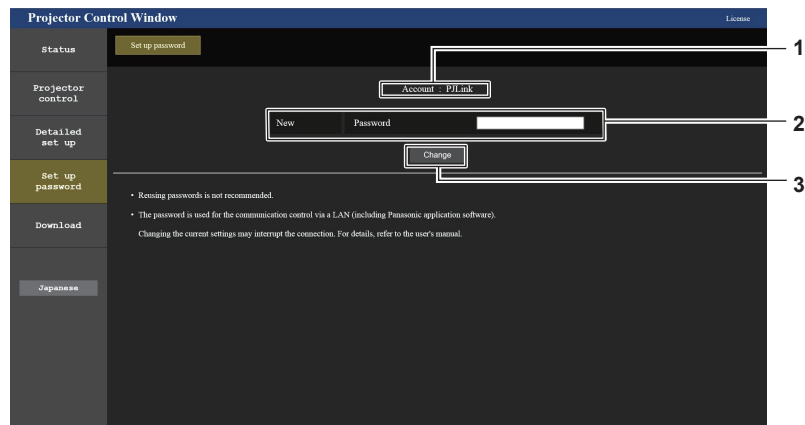 Projector Control Window
License
Status
Set up password
1
Projector
control
Account : PJLink
New Password
2
Detailed
set up
Change
Set up
password
3
• Reusing passwords is not recommended.
• The password is used for the communication control via a LAN (including Panasonic application software).
Changing the current settings may interrupt the connection. For details, refer to the user's manual.
Download
Japanese